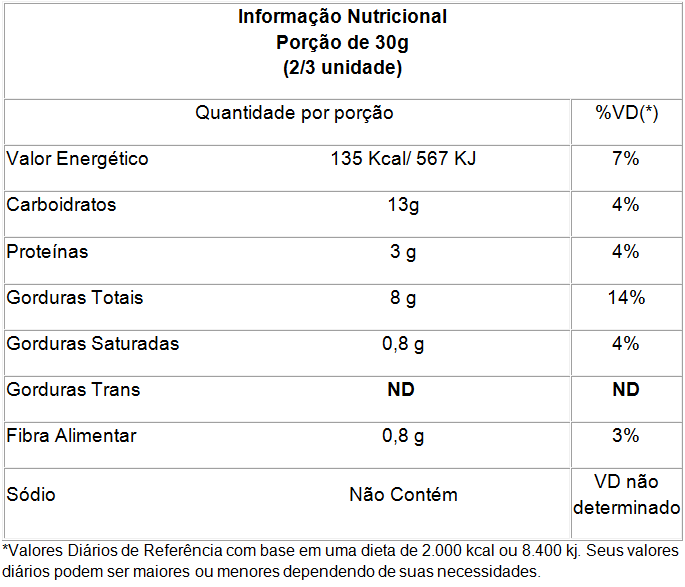 Informação Nutricional
Porção de 30g
(2/3 unidade)
Quantidade por porção %VD(*)
Valor Energético 135 Kcal/ 567 KJ 7%
Carboidratos 13g 4%
Proteínas 3 g 4%
Gorduras Totais 8 g 14%
Gorduras Saturadas 0,8 g 4%
Gorduras Trans ND ND
Fibra Alimentar 0,8 g 3%
Sódio Não Contém VD não
determinado
*Valores Diários de Referência com base em uma dieta de 2.000 kcal ou 8.400 kj. Seus valores
diários podem ser maiores ou menores dependendo de suas necessidades.